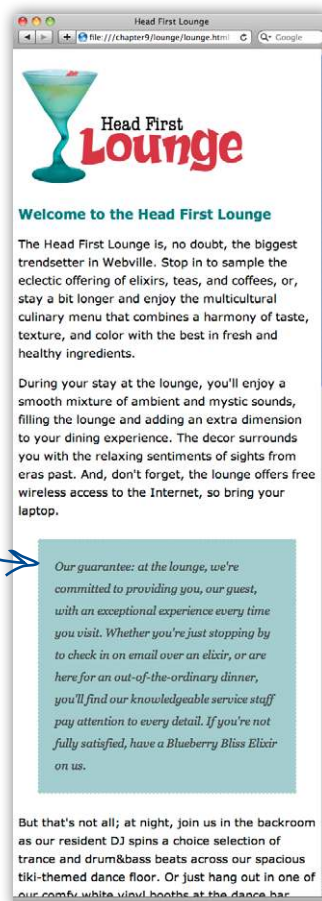 Head First Lounge
file:///chapter9/lounge/lounge.html
Google
Head First
Lounge
Welcome to the Head First Lounge
The Head First Lounge is, no doubt, the biggest
trendsetter in Webville. Stop in to sample the
eclectic offering of elixirs, teas, and coffees, or,
stay a bit longer and enjoy the multicultural
culinary menu that combines a harmony of taste,
texture, and color with the best in fresh and
healthy ingredients.
During your stay at the lounge, you'll enjoy a
smooth mixture of ambient and mystic sounds,
filling the lounge and adding an extra dimension
to your dining experience. The decor surrounds
you with the relaxing sentiments of sights from
eras past. And, don't forget, the lounge offers free
wireless access to the Internet, so bring your
laptop.
Our guarantee: at the lounge, we're
committed to providing you, our guest,
with an exceptional experience every time
you visit. Whether you're just stopping by
to check in on email over an elixir, or are
here for an out-of-the-ordinary dinner,
you'll find our knowledgeable service staff
pay attention to every detail. If you're not
fully satisfied, have a Blueberry Bliss Elixir
on us.
But that's not all; at night, join us in the backroom
as our resident DJ spins a choice selection of
trance and drum&bass beats across our spacious
tiki-themed dance floor. Or just hang out in one of
our comfy white vinyl booths at the dance bar.